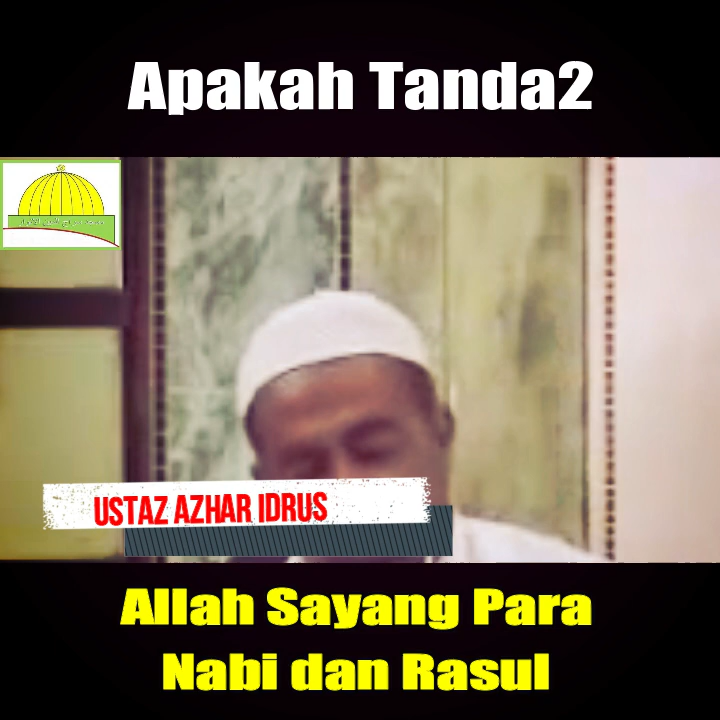 Apakah Tanda2
USTAZ AZHAR IDRUS
Allah Sayang Para
Nabi dan Rasul